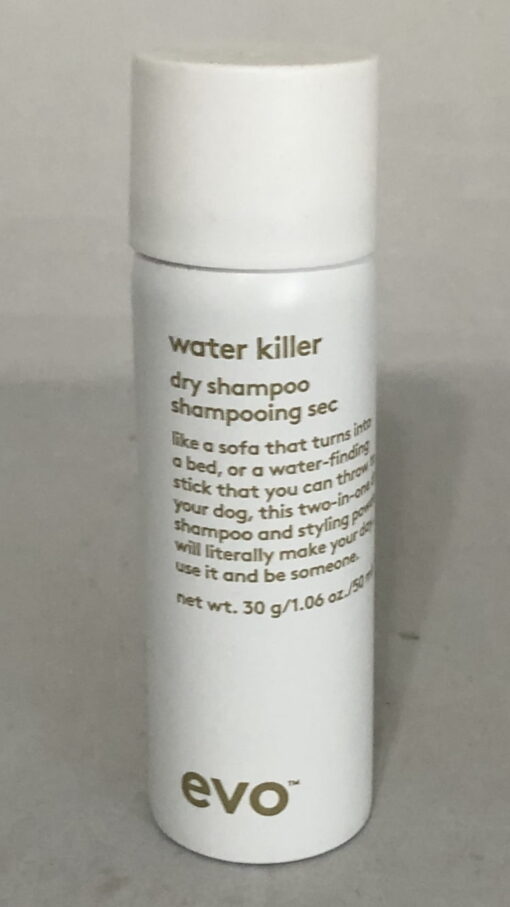 water killer
dry shampoo
shampooing sec
like a sofa that turns into
a bed, or a water-finding
stick that you can throw
your dog, this two-in-one
shampoo and styling
will literally make your
use it and be someone.
net wt. 30 g/1.06 oz./50
evo™